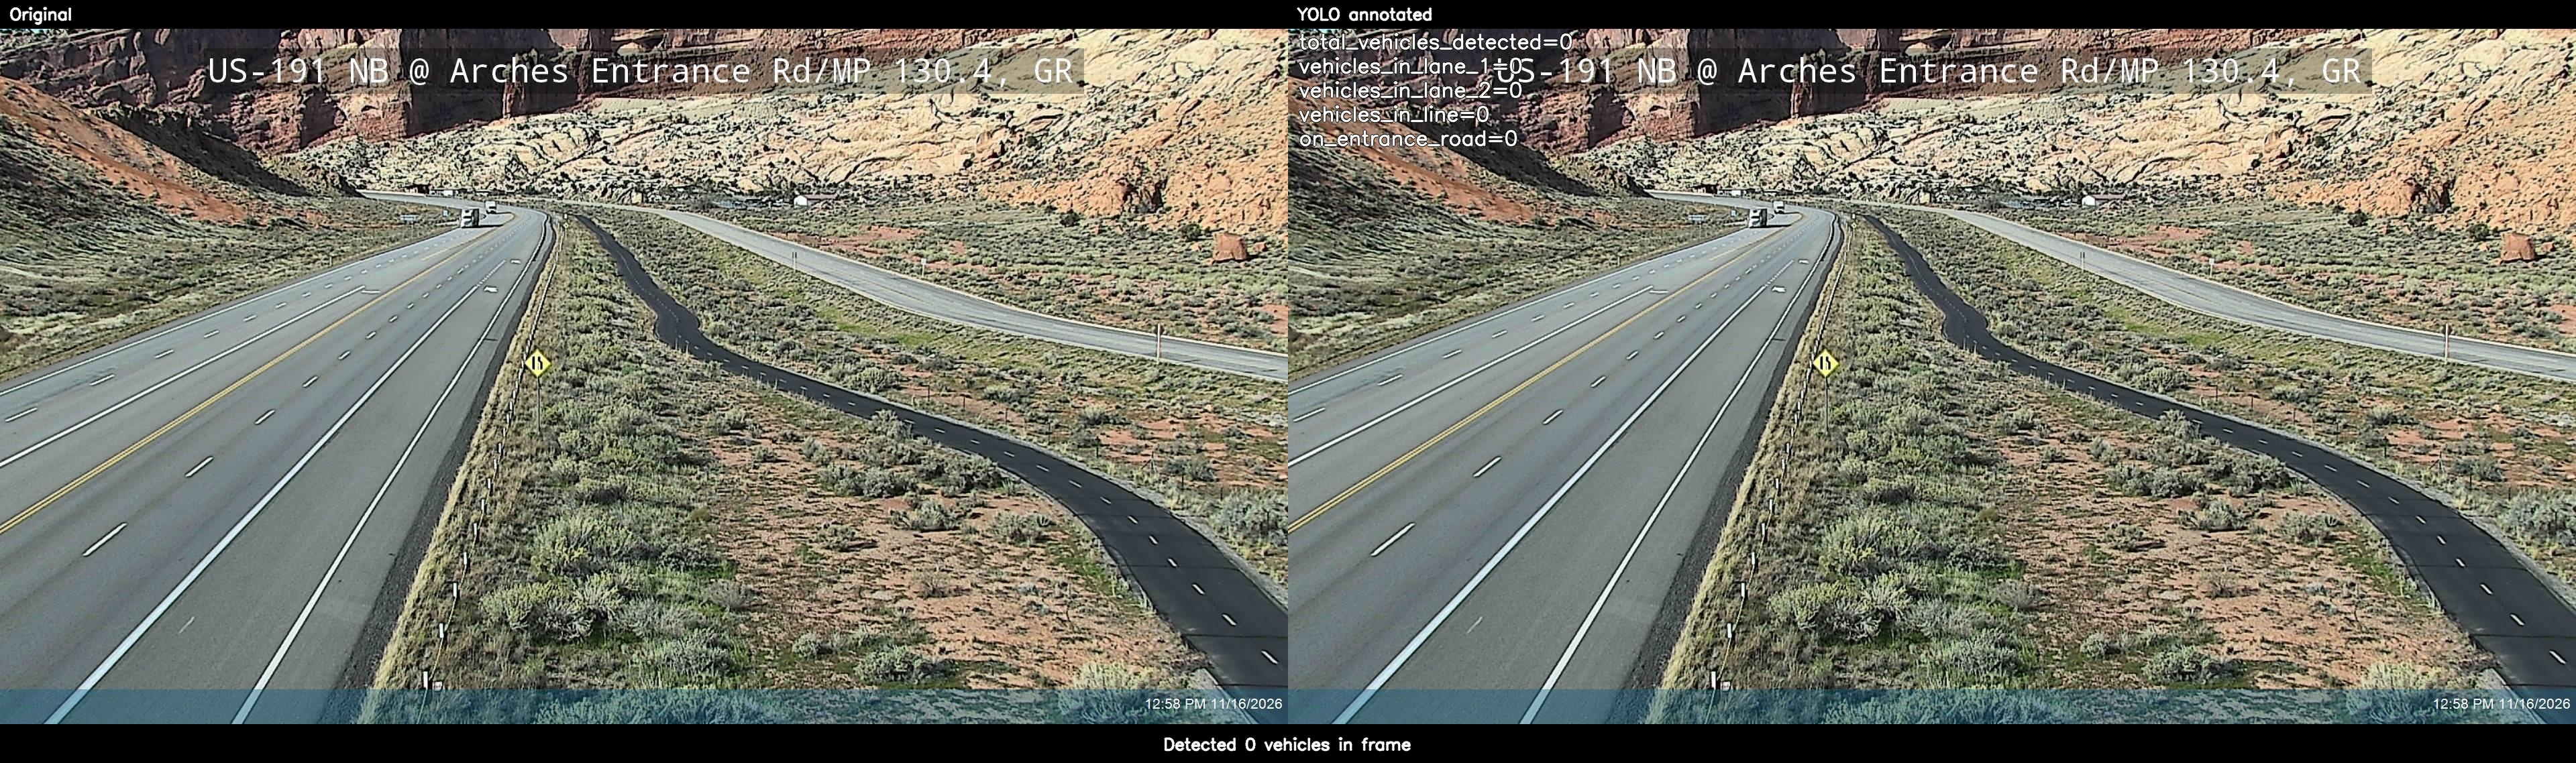 Original
US-191 NB @ Arches Entrance Rd/MP 130.4, GR
12:58 PM 11/16/2026
YOLO annotated
total_vehicles_detected=0
vehicles_in_lane_1=0
vehicles_in_lane_2=0
vehicles_in_line=0
on_entrance_road=0
US-191 NB @ Arches Entrance Rd/MP 130.4, GR
12:58 PM 11/16/2026
Detected 0 vehicles in frame